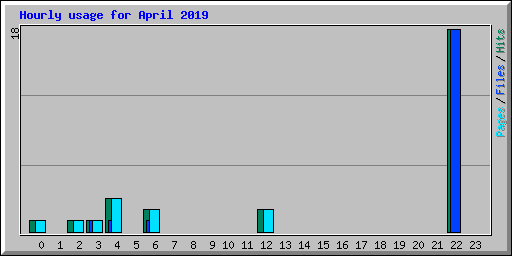 Hourly usage for April 2019
18
Pages/Files/Hits
0 1 2 3 4 5 6 7 8 9 10 11 12 13 14 15 16 17 18 19 20 21 22 23